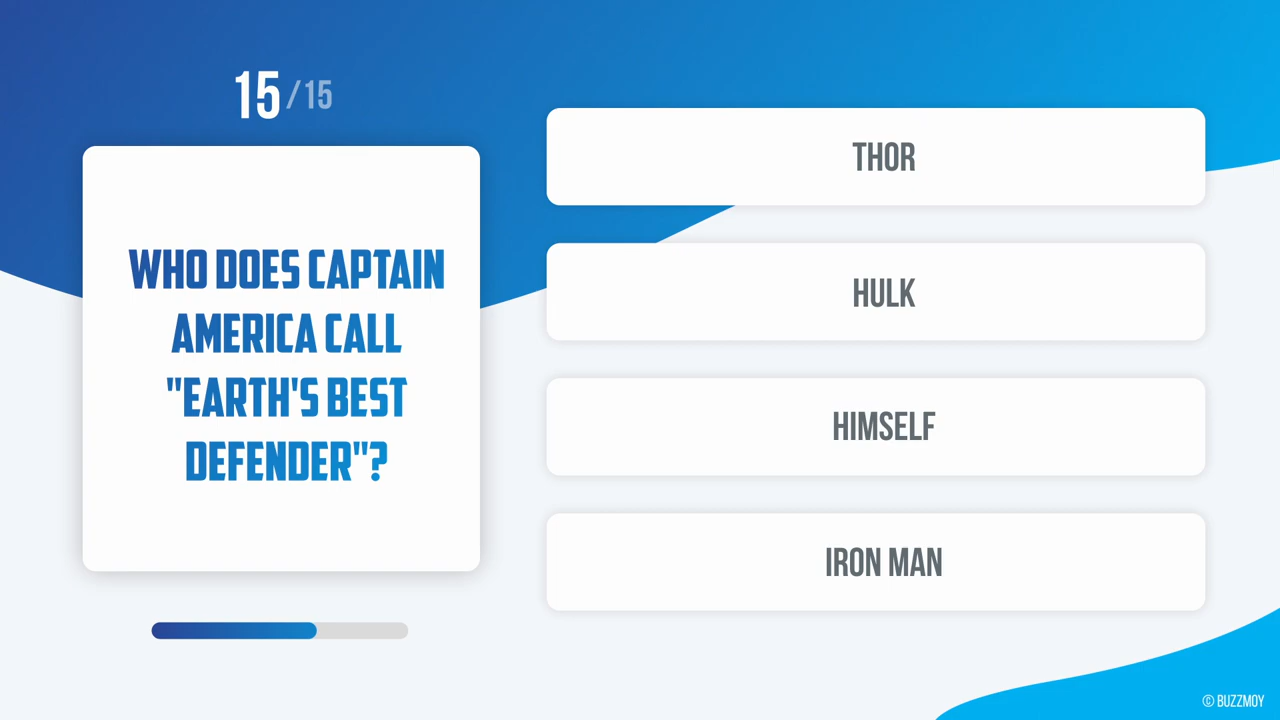 15/15
WHO DOES CAPTAIN
AMERICA CALL
"EARTH'S BEST
DEFENDER"?
THOR
HULK
HIMSELF
IRON MAN
© BUZZMOY